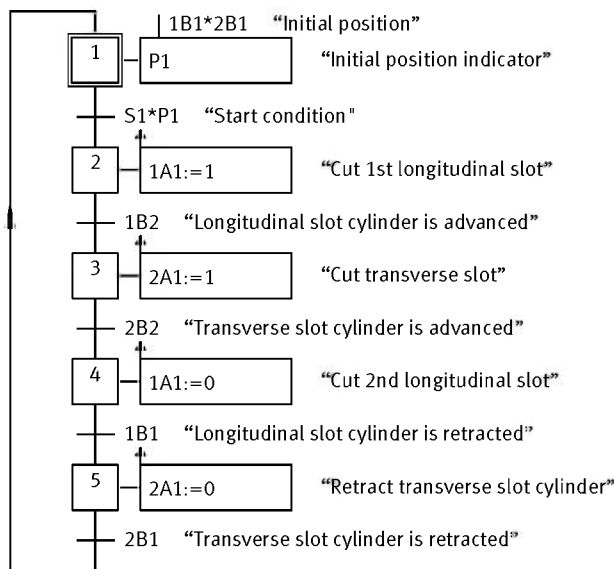 1B1*2B1 “Initial position”
1 P1 “Initial position indicator”
S1*P1 “Start condition"
2 1A1:=1 “Cut 1st longitudinal slot”
1B2 “Longitudinal slot cylinder is advanced”
3 2A1:=1 “Cut transverse slot”
2B2 “Transverse slot cylinder is advanced”
4 1A1:=0 “Cut 2nd longitudinal slot”
1B1 “Longitudinal slot cylinder is retracted”
5 2A1:=0 “Retract transverse slot cylinder”
2B1 “Transverse slot cylinder is retracted”